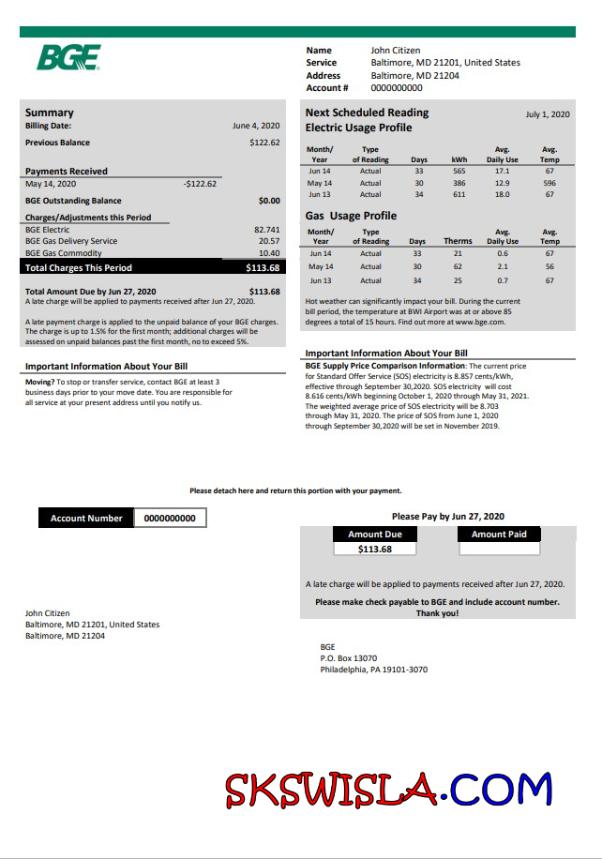 BGE
Name John Citizen
Service Baltimore, MD 21201, United States
Address Baltimore, MD 21204
Account # 0000000000
Summary
Billing Date: June 4, 2020
Previous Balance $122.62
Payments Received
May 14, 2020 -$122.62
BGE Outstanding Balance $0.00
Charges/Adjustments this Period
BGE Electric 82.741
BGE Gas Delivery Service 20.57
BGE Gas Commodity 10.40
Total Charges This Period $113.68
Total Amount Due by Jun 27, 2020 $113.68
A late charge will be applied to payments received after Jun 27, 2020.
A late payment charge is applied to the unpaid balance of your BGE charges.
The charge is up to 1.5% for the first month; additional charges will be
assessed on unpaid balances past the first month, no to exceed 5%.
Important Information About Your Bill
Moving? To stop or transfer service, contact BGE at least 3
business days prior to your move date. You are responsible for
all service at your present address until you notify us.
Next Scheduled Reading July 1, 2020
Electric Usage Profile
Month/ Type Avg. Avg.
Year of Reading Days kWh Daily Use Temp
Jun 14 Actual 33 565 17.1 67
May 14 Actual 30 386 12.9 596
Jun 13 Actual 34 611 18.0 67
Gas Usage Profile
Month/ Type Avg. Avg.
Year of Reading Days Therms Daily Use Temp
Jun 14 Actual 33 21 0.6 67
May 14 Actual 30 62 2.1 56
Jun 13 Actual 34 25 0.7 67
Hot weather can significantly impact your bill. During the current
bill period, the temperature at BWI Airport was at or above 85
degrees a total of 15 hours. Find out more at www.bge.com.
Important Information About Your Bill
BGE Supply Price Comparison Information: The current price
for Standard Offer Service (SOS) electricity is 8.857 cents/kWh,
effective through September 30,2020. SOS electricity will cost
8.616 cents/kWh beginning October 1, 2020 through May 31, 2021.
The weighted average price of SOS electricity will be 8.703
through May 31, 2020. The price of SOS from June 1, 2020
through September 30,2020 will be set in November 2019.
Please detach here and return this portion with your payment.
Account Number 0000000000
Please Pay by Jun 27, 2020
Amount Due Amount Paid
$113.68
A late charge will be applied to payments received after Jun 27, 2020.
Please make check payable to BGE and include account number.
Thank you!
John Citizen
Baltimore, MD 21201, United States
Baltimore, MD 21204
BGE
P.O. Box 13070
Philadelphia, PA 19101-3070
SKSWISLA.COM